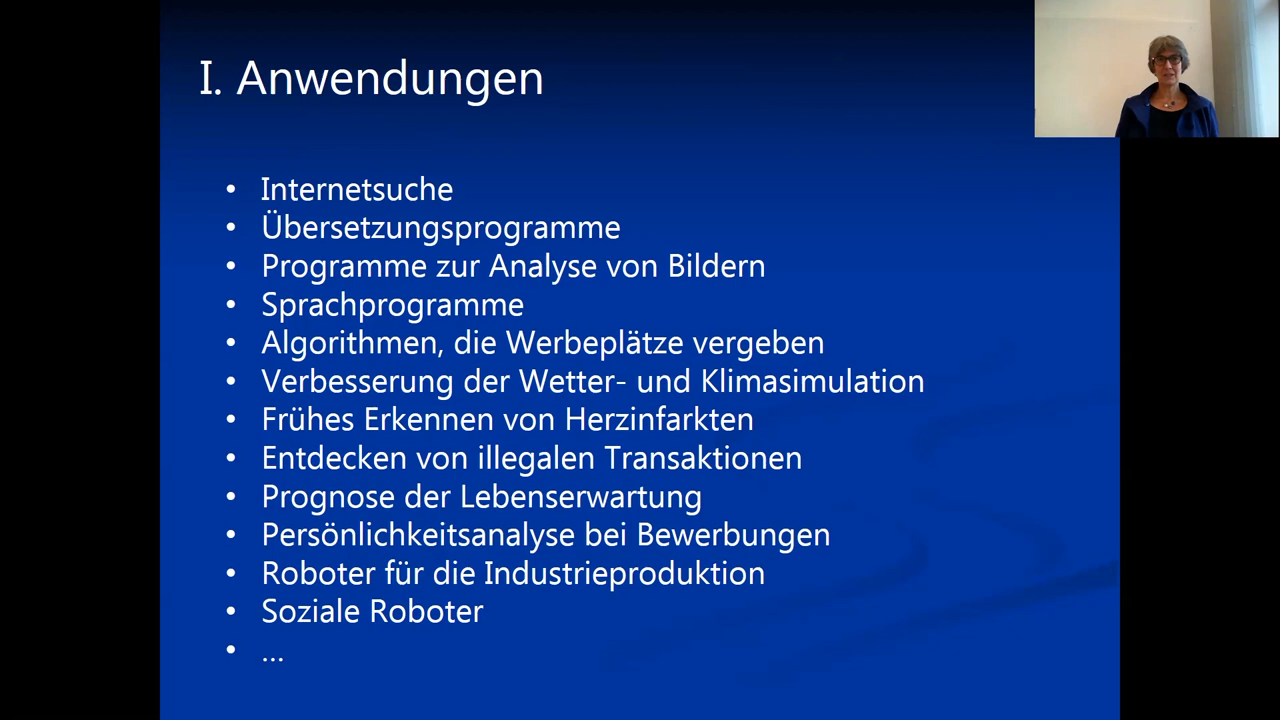 I. Anwendungen
• Internetsuche
• Übersetzungsprogramme
• Programme zur Analyse von Bildern
• Sprachprogramme
• Algorithmen, die Werbeplätze vergeben
• Verbesserung der Wetter- und Klimasimulation
• Frühes Erkennen von Herzinfarkten
• Entdecken von illegalen Transaktionen
• Prognose der Lebenserwartung
• Persönlichkeitsanalyse bei Bewerbungen
• Roboter für die Industrieproduktion
• Soziale Roboter
• ...